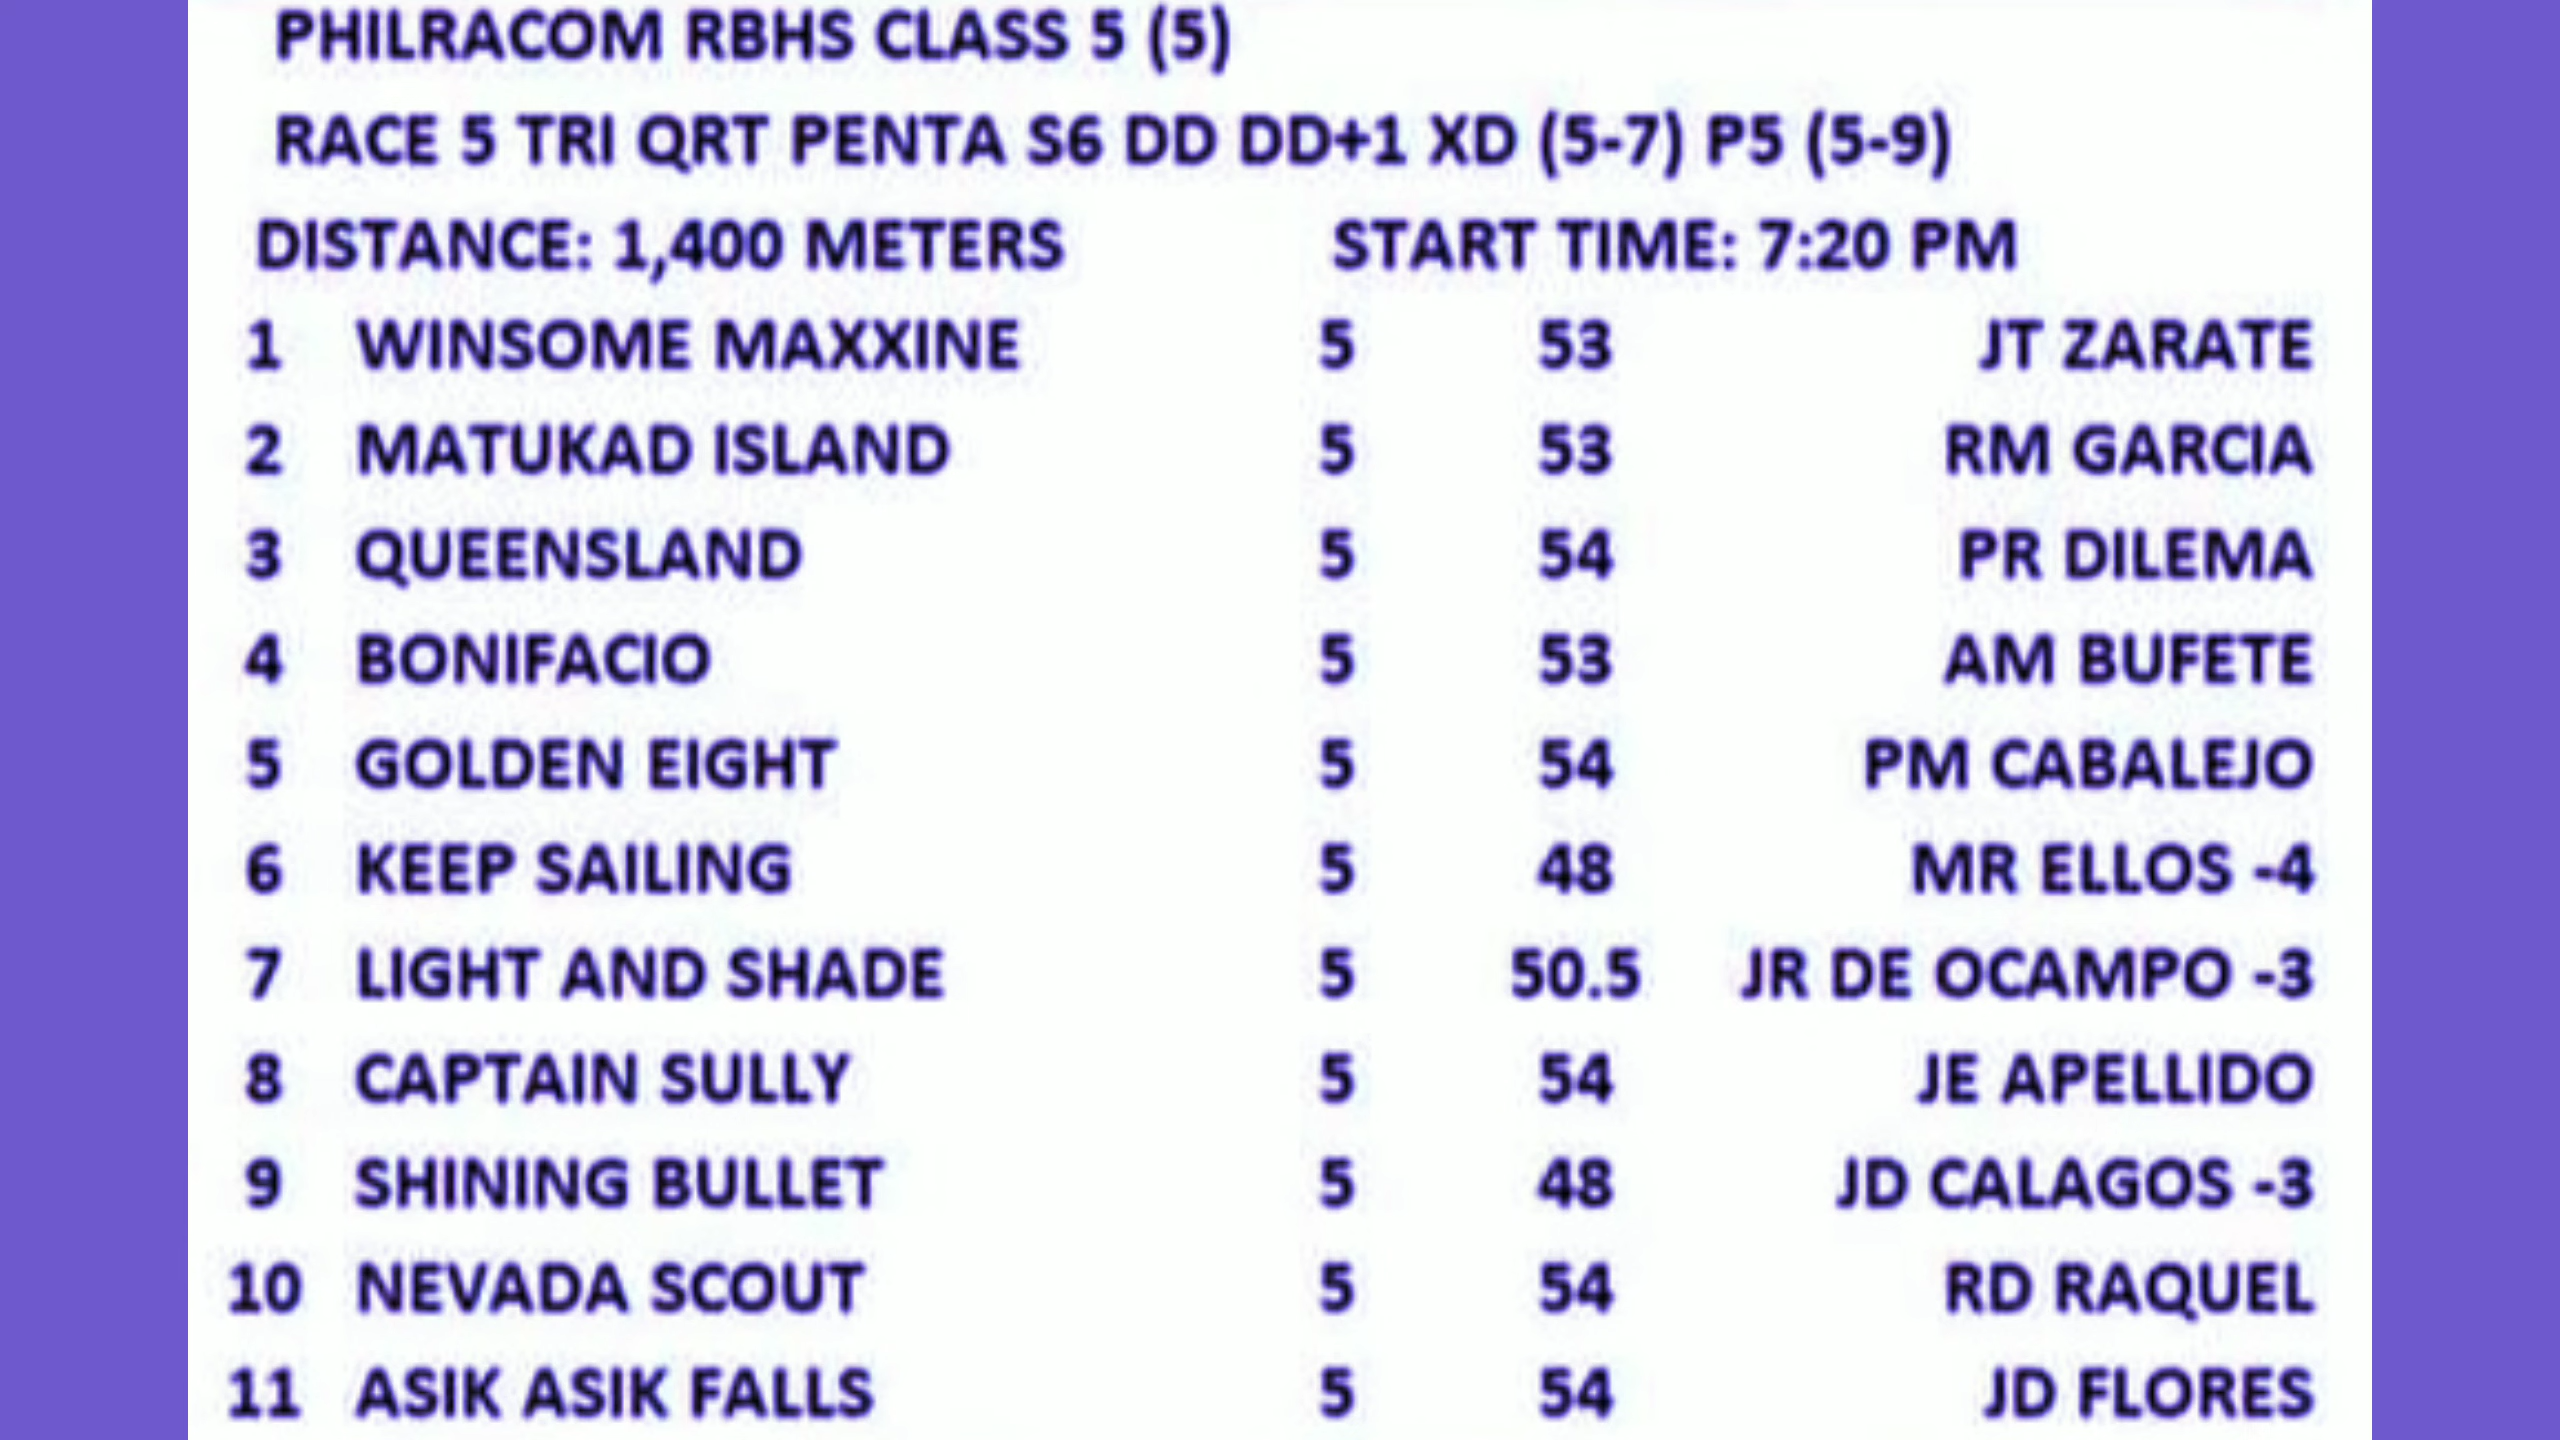 PHILRACOM RBHS CLASS 5 (5)
RACE 5 TRI QRT PENTA S6 DD DD+1 XD (5-7) P5 (5-9)
DISTANCE: 1,400 METERS START TIME: 7:20 PM
1 WINSOME MAXXINE 5 53 JT ZARATE
2 MATUKAD ISLAND 5 53 RM GARCIA
3 QUEENSLAND 5 54 PR DILEMA
4 BONIFACIO 5 53 AM BUFETE
5 GOLDEN EIGHT 5 54 PM CABALEJO
6 KEEP SAILING 5 48 MR ELLOS -4
7 LIGHT AND SHADE 5 50.5 JR DE OCAMPO -3
8 CAPTAIN SULLY 5 54 JE APELLIDO
9 SHINING BULLET 5 48 JD CALAGOS -3
10 NEVADA SCOUT 5 54 RD RAQUEL
11 ASIK ASIK FALLS 5 54 JD FLORES